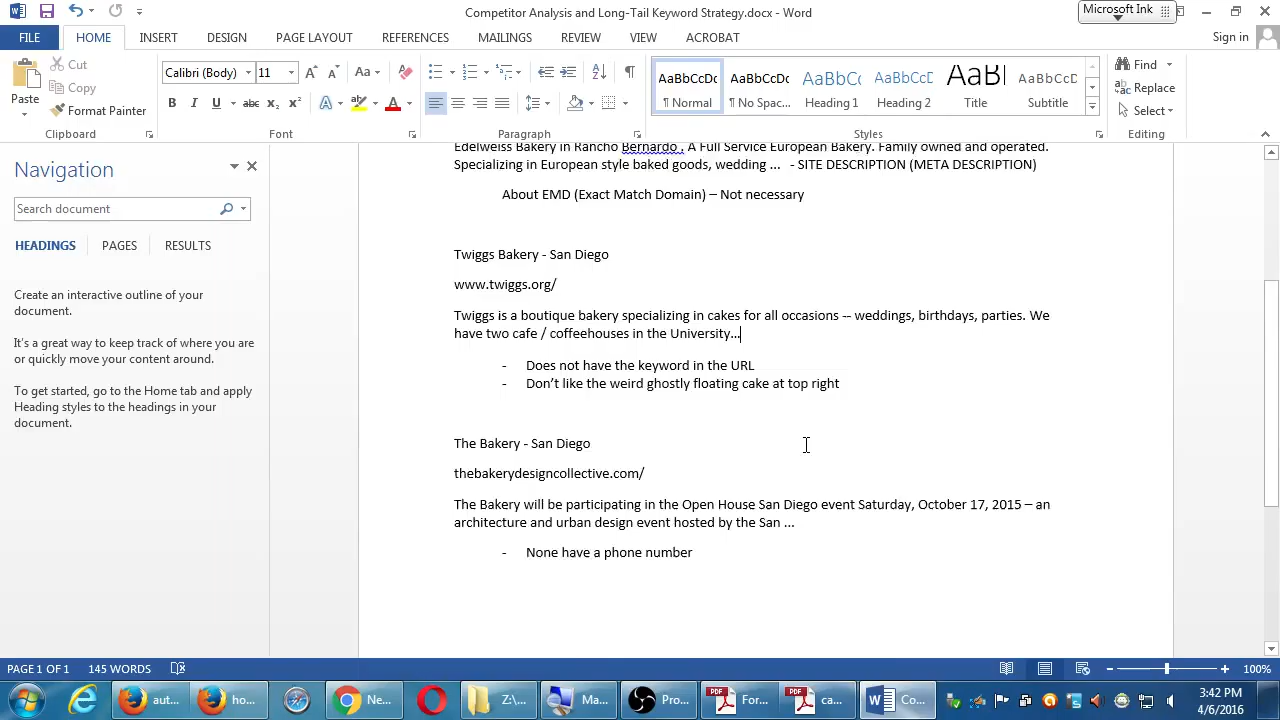 Competitor Analysis and Long-Tail Keyword Strategy.docx - Word
Microsoft Ink
FILE HOME INSERT DESIGN PAGE LAYOUT REFERENCES MAILINGS REVIEW VIEW ACROBAT Sign in
Paste
Cut
Copy
Format Painter
Clipboard
Calibri (Body) 11
Font
Paragraph
AaBbCcDc AaBbCcDc AaBbCc AaBbCcD AaB AaBbCcD
¶ Normal ¶ No Spac... Heading 1 Heading 2 Title Subtitle
Styles
Find
Replace
Select
Editing
Navigation
Search document
HEADINGS PAGES RESULTS
Create an interactive outline of your
document.
It's a great way to keep track of where you are
or quickly move your content around.
To get started, go to the Home tab and apply
Heading styles to the headings in your
document.
Edelweiss Bakery in Rancho Bernardo . A Full Service European Bakery. Family owned and operated.
Specializing in European style baked goods, wedding ... - SITE DESCRIPTION (META DESCRIPTION)
About EMD (Exact Match Domain) – Not necessary
Twiggs Bakery - San Diego
www.twiggs.org/
Twiggs is a boutique bakery specializing in cakes for all occasions -- weddings, birthdays, parties. We
have two cafe / coffeehouses in the University...
- Does not have the keyword in the URL
- Don't like the weird ghostly floating cake at top right
The Bakery - San Diego
thebakerydesigncollective.com/
The Bakery will be participating in the Open House San Diego event Saturday, October 17, 2015 – an
architecture and urban design event hosted by the San ...
- None have a phone number
PAGE 1 OF 1 145 WORDS 100%
aut... ho... Ne... Z:\... Ma... Pro... For... ca... Co...
3:42 PM
4/6/2016